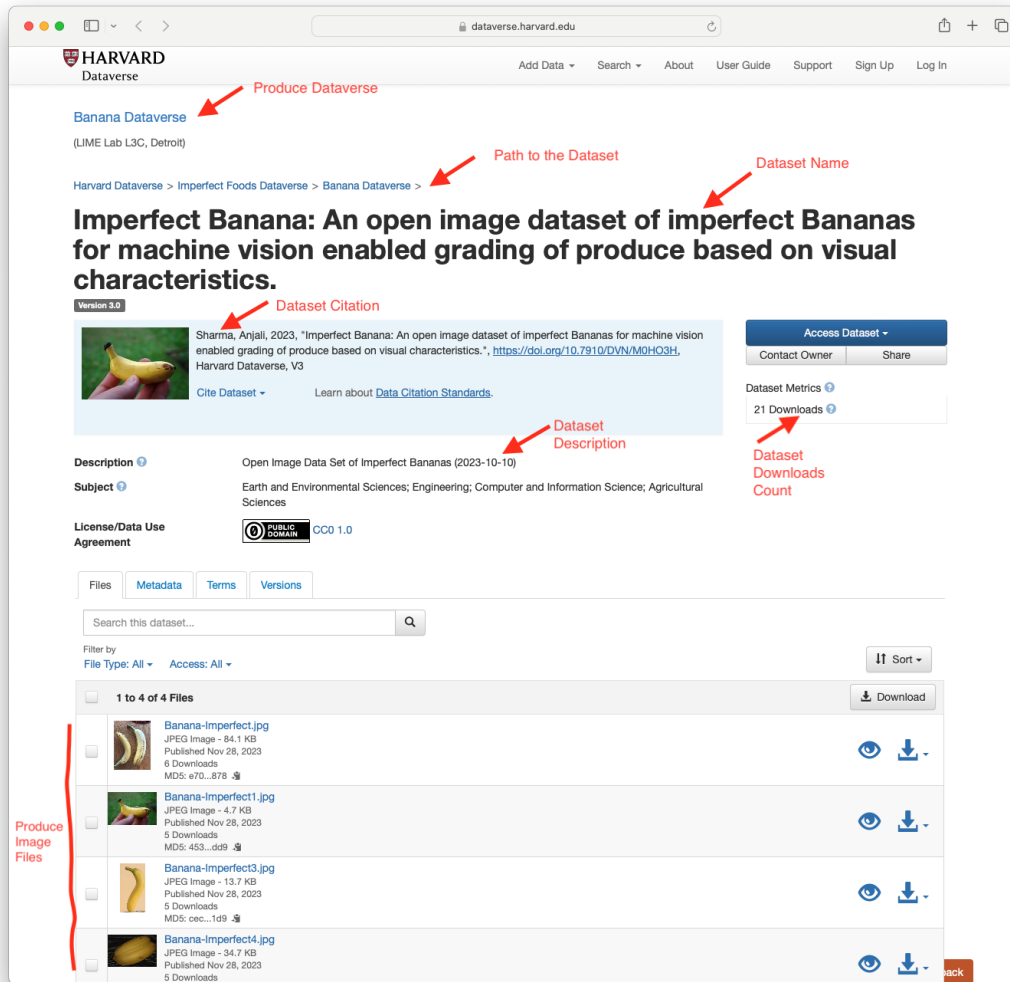 dataverse.harvard.edu
HARVARD
Dataverse
Add Data
Search
About
User Guide
Support
Sign Up
Log In
Produce Dataverse
Banana Dataverse
(LIME Lab L3C, Detroit)
Path to the Dataset
Dataset Name
Harvard Dataverse > Imperfect Foods Dataverse > Banana Dataverse >
Imperfect Banana: An open image dataset of imperfect Bananas
for machine vision enabled grading of produce based on visual
characteristics.
Version 3.0
Dataset Citation
Sharma, Anjali, 2023, "Imperfect Banana: An open image dataset of imperfect Bananas for machine vision
enabled grading of produce based on visual characteristics.", https://doi.org/10.7910/DVN/M0HO3H,
Harvard Dataverse, V3
Cite Dataset
Learn about Data Citation Standards.
Access Dataset
Contact Owner
Share
Dataset Metrics
21 Downloads
Dataset
Description
Dataset
Downloads
Count
Description
Open Image Data Set of Imperfect Bananas (2023-10-10)
Subject
Earth and Environmental Sciences; Engineering; Computer and Information Science; Agricultural
Sciences
License/Data Use
Agreement
PUBLIC
DOMAIN
CC0 1.0
Files
Metadata
Terms
Versions
Search this dataset...
Filter by
File Type: All
Access: All
Sort
1 to 4 of 4 Files
Download
Produce
Image
Files
Banana-Imperfect.jpg
JPEG Image - 84.1 KB
Published Nov 28, 2023
6 Downloads
MD5: e70...878
Banana-Imperfect1.jpg
JPEG Image - 4.7 KB
Published Nov 28, 2023
5 Downloads
MD5: 453...dd9
Banana-Imperfect3.jpg
JPEG Image - 13.7 KB
Published Nov 28, 2023
5 Downloads
MD5: cec...1d9
Banana-Imperfect4.jpg
JPEG Image - 34.7 KB
Published Nov 28, 2023
5 Downloads
back